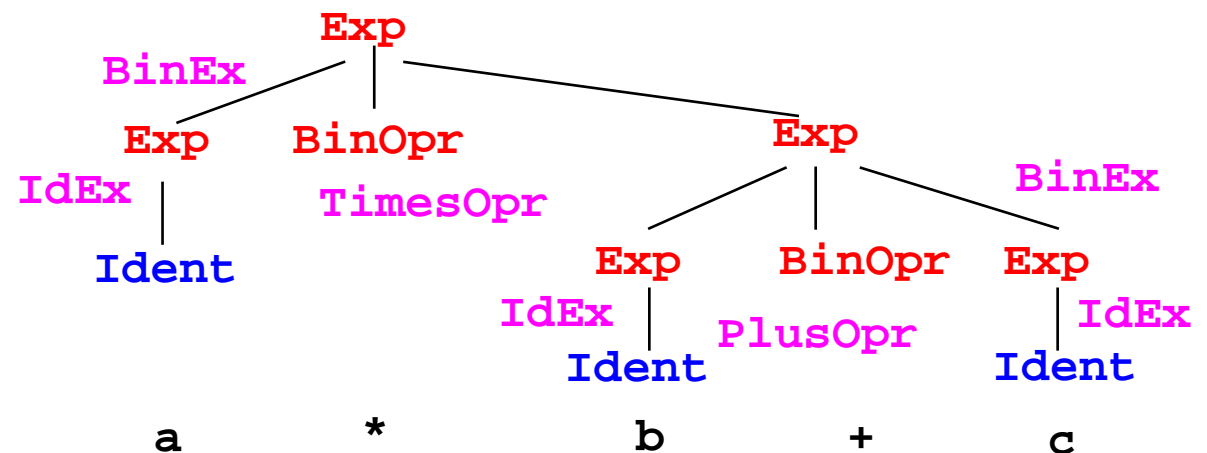 Exp
BinEx
Exp BinOpr Exp
IdEx TimesOpr BinEx
Ident Exp BinOpr Exp
IdEx PlusOpr IdEx
Ident Ident
a * b + c